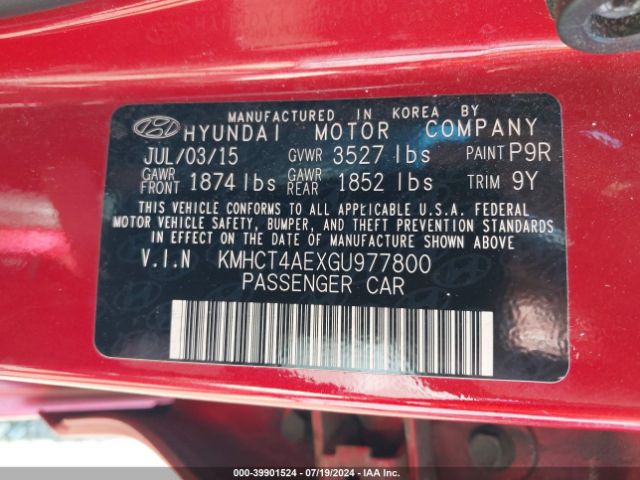 MANUFACTURED IN KOREA BY
HYUNDAI MOTOR COMPANY
JUL/03/15 GVWR 3527 lbs PAINT P9R
GAWR FRONT 1874 lbs GAWR REAR 1852 lbs TRIM 9Y
THIS VEHICLE CONFORMS TO ALL APPLICABLE U.S.A. FEDERAL
MOTOR VEHICLE SAFETY, BUMPER, AND THEFT PREVENTION STANDARDS
IN EFFECT ON THE DATE OF MANUFACTURE SHOWN ABOVE
V.I.N KMHCT4AEXGU977800
PASSENGER CAR
000-39901524 | 07/19/2024 | IAA Inc.